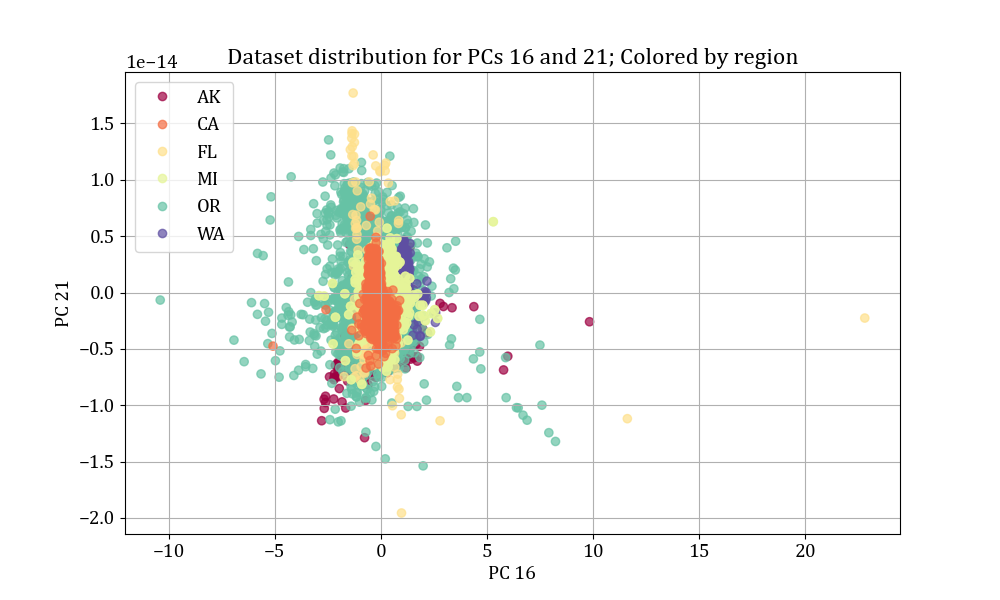 Dataset distribution for PCs 16 and 21; Colored by region
1e−14
AK
CA
FL
MI
OR
WA
1.5
1.0
0.5
0.0
−0.5
−1.0
−1.5
−2.0
PC 21
−10
−5
0
5
10
15
20
PC 16